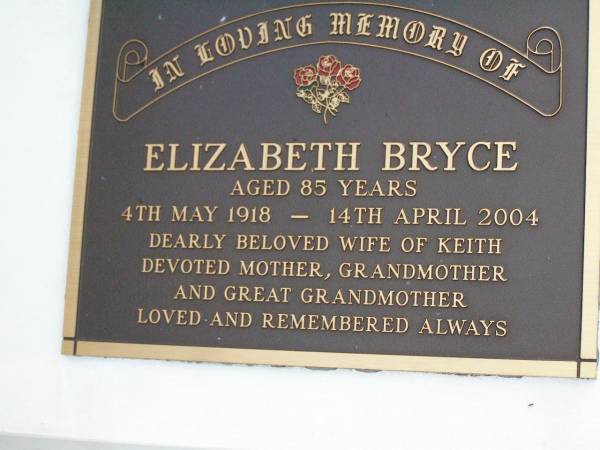 IN LOVING MEMORY OF
ELIZABETH BRYCE
AGED 85 YEARS
4TH MAY 1918 — 14TH APRIL 2004
DEARLY BELOVED WIFE OF KEITH
DEVOTED MOTHER, GRANDMOTHER
AND GREAT GRANDMOTHER
LOVED AND REMEMBERED ALWAYS